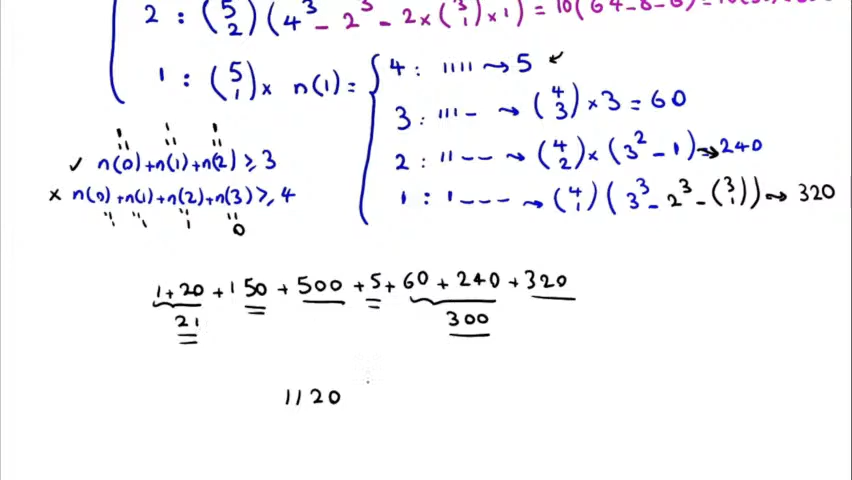 2 : (5 2) (4³ - 2³ - 2 × (3 1) × 1) = 10(64 - 8 - 6) =
1 : (5 1) × n(1) =
4 : 1111 → 5 ✓
3 : 111- → (4 3) × 3 = 60
2 : 11-- → (4 2) × (3² - 1) → 240
1 : 1--- → (4 1) (3³ - 2³ - (3 1)) → 320
✓ n(0)+n(1)+n(2) ≥ 3
× n(0)+n(1)+n(2)+n(3) ≥ 4
0
1 + 20 + 150 + 500 + 5 + 60 + 240 + 320
21
300
1120